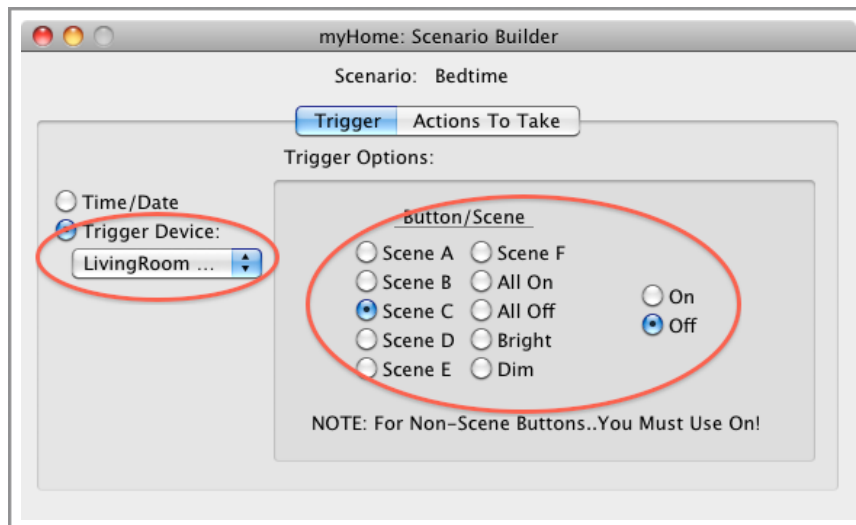 myHome: Scenario Builder
Scenario: Bedtime
Trigger Actions To Take
Trigger Options:
Time/Date
Trigger Device:
LivingRoom ...
Button/Scene
Scene A Scene F
Scene B All On
Scene C All Off
Scene D Bright
Scene E Dim
On
Off
NOTE: For Non-Scene Buttons..You Must Use On!